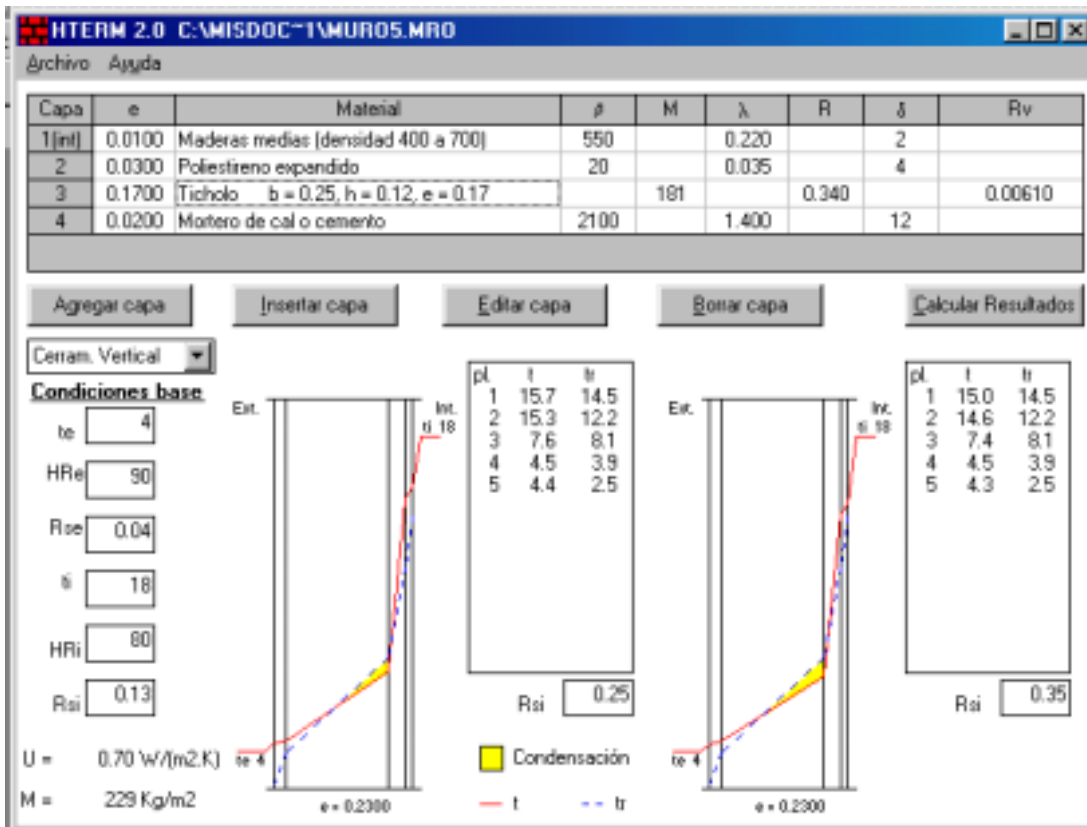 HTERM 2.0 C:\MISDOC~1\MURO5.MRO
Archivo Ayuda
Capa e Material ρ M λ R δ Rv
1(int) 0.0100 Maderas medias (densidad 400 a 700) 550 0.220 2
2 0.0300 Poliestireno expandido 20 0.035 4
3 0.1700 Ticholo b = 0.25, h = 0.12, e = 0.17 181 0.340 0.00610
4 0.0200 Mortero de cal o cemento 2100 1.400 12
Agregar capa Insertar capa Editar capa Borrar capa Calcular Resultados
Cerram. Vertical
Condiciones base
te 4
HRe 90
Rse 0.04
ti 18
HRi 80
Rsi 0.13
U = 0.70 W/(m2.K)
M = 229 Kg/m2
Ext. Int.
ti 18
te 4
e = 0.2300
pl. t tr
1 15.7 14.5
2 15.3 12.2
3 7.6 8.1
4 4.5 3.9
5 4.4 2.5
Rsi 0.25
Condensación
t tr
Ext. Int.
ti 18
te 4
e = 0.2300
pl. t tr
1 15.0 14.5
2 14.6 12.2
3 7.4 8.1
4 4.5 3.9
5 4.3 2.5
Rsi 0.35